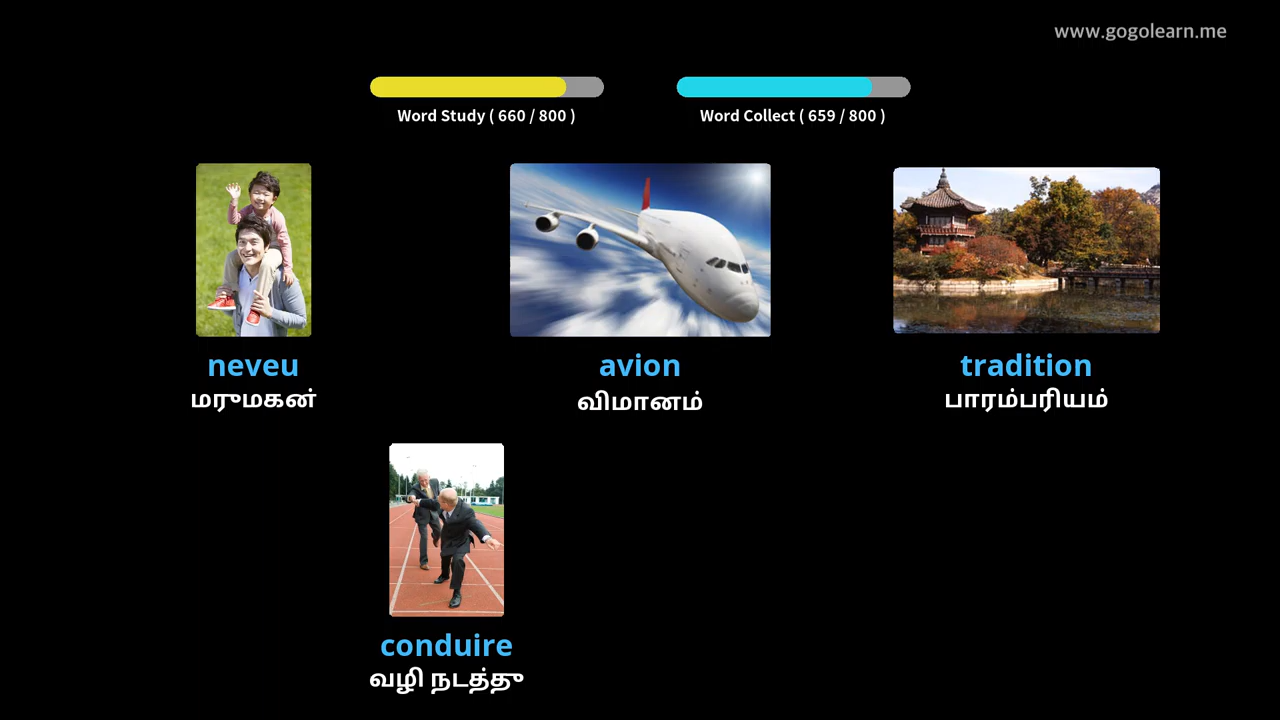 www.gogolearn.me
Word Study ( 660 / 800 )
Word Collect ( 659 / 800 )
neveu
மருமகன்
avion
விமானம்
tradition
பாரம்பரியம்
conduire
வழி நடத்து